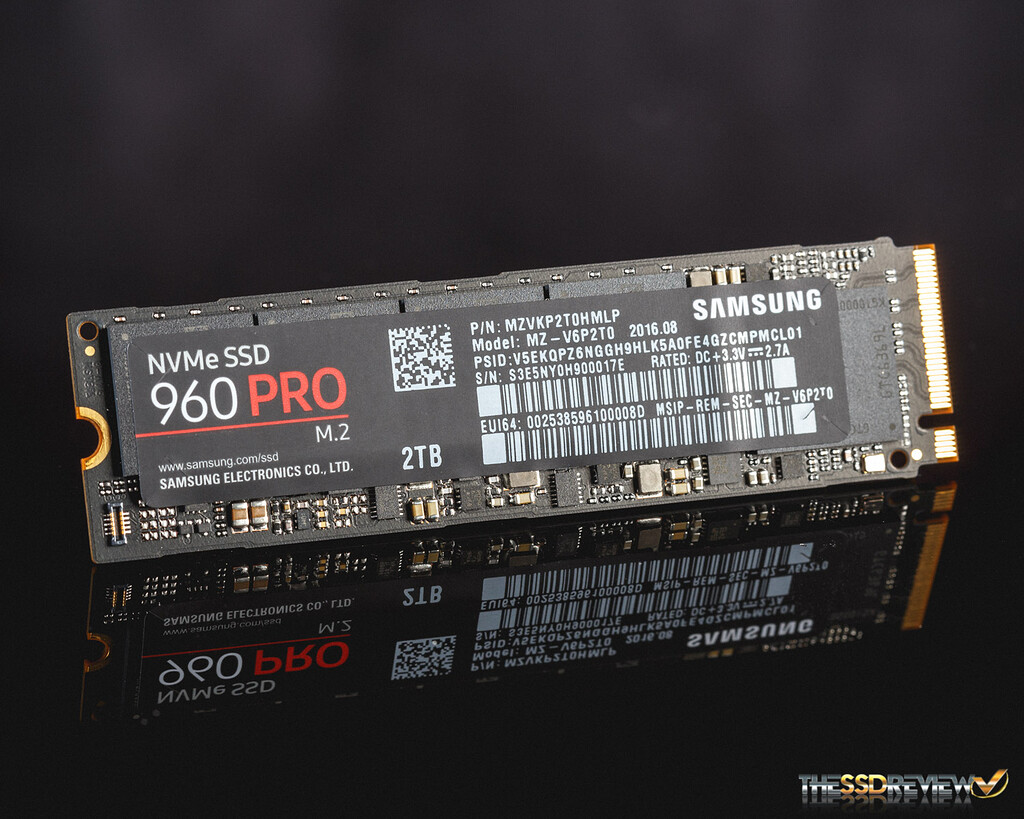 NVMe SSD
960 PRO
M.2
www.samsung.com/ssd
SAMSUNG ELECTRONICS CO., LTD.
2TB
SAMSUNG
P/N: MZVKP2T0HMLP
Model: MZ-V6P2T0 2016.08
PSID:V5EKQPZ6NGGH9HLK5A0FE4GZCMPMCL01
S/N: S3E5NY0H900017E RATED: DC+3.3V⎓2.7A
EUI64: 002538596100008D MSIP-REM-SEC-MZ-V6P2T0
THESSDREVIEW